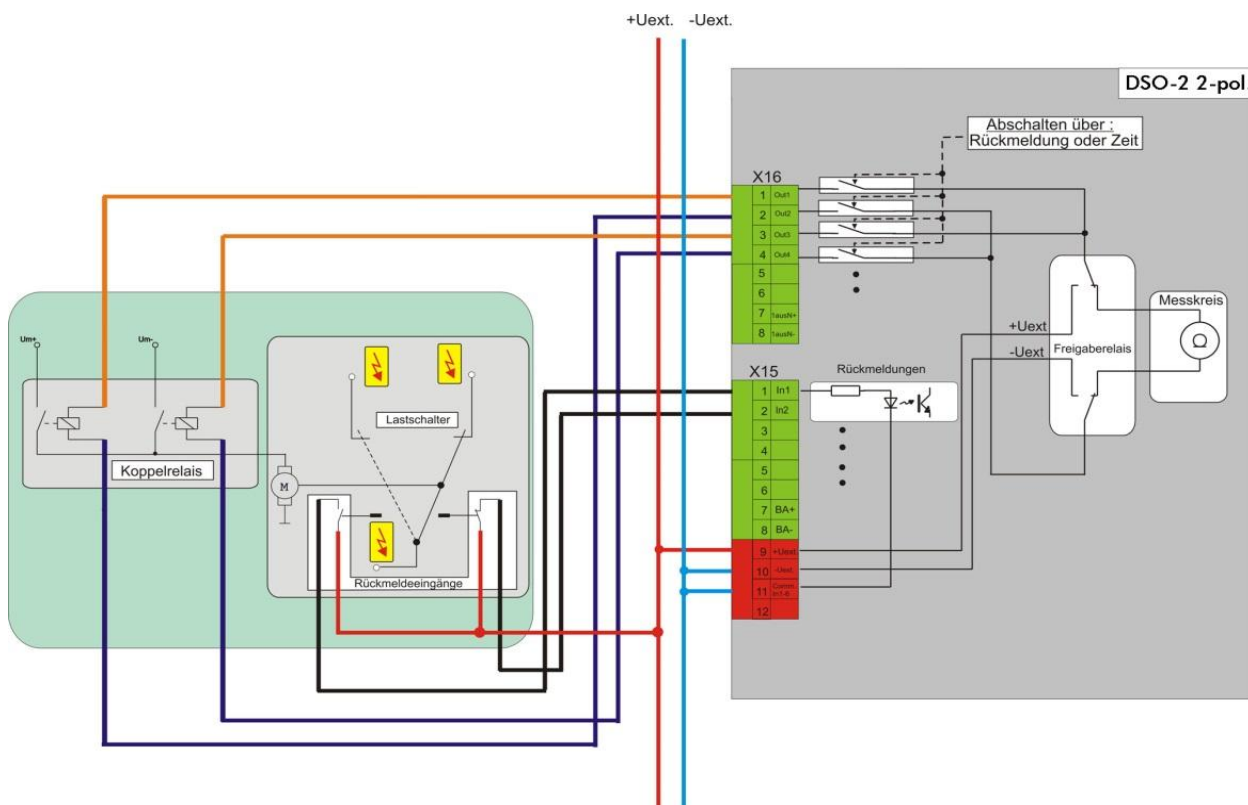 +Uext. -Uext.
DSO-2 2-pol.
Abschalten über :
Rückmeldung oder Zeit
X16
1 Out1
2 Out2
3 Out3
4 Out4
5
6
7 1ausN+
8 1ausN-
+Uext
-Uext
Freigaberelais
Messkreis
Ω
X15
Rückmeldungen
1 In1
2 In2
3
4
5
6
7 BA+
8 BA-
9 +Uext.
10 -Uext.
11 Comm. In1-6
12
Um+
Um-
Koppelrelais
Lastschalter
M
Rückmeldeeingänge